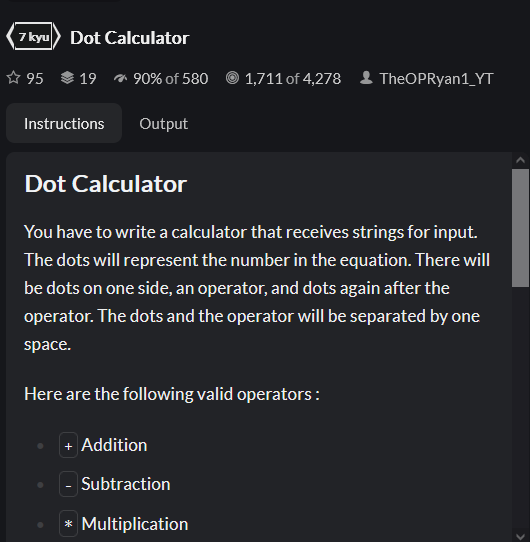 7 kyu Dot Calculator
95 19 90% of 580 1,711 of 4,278 TheOPRyan1_YT
Instructions Output
Dot Calculator
You have to write a calculator that receives strings for input.
The dots will represent the number in the equation. There will
be dots on one side, an operator, and dots again after the
operator. The dots and the operator will be separated by one
space.
Here are the following valid operators :
+ Addition
- Subtraction
* Multiplication